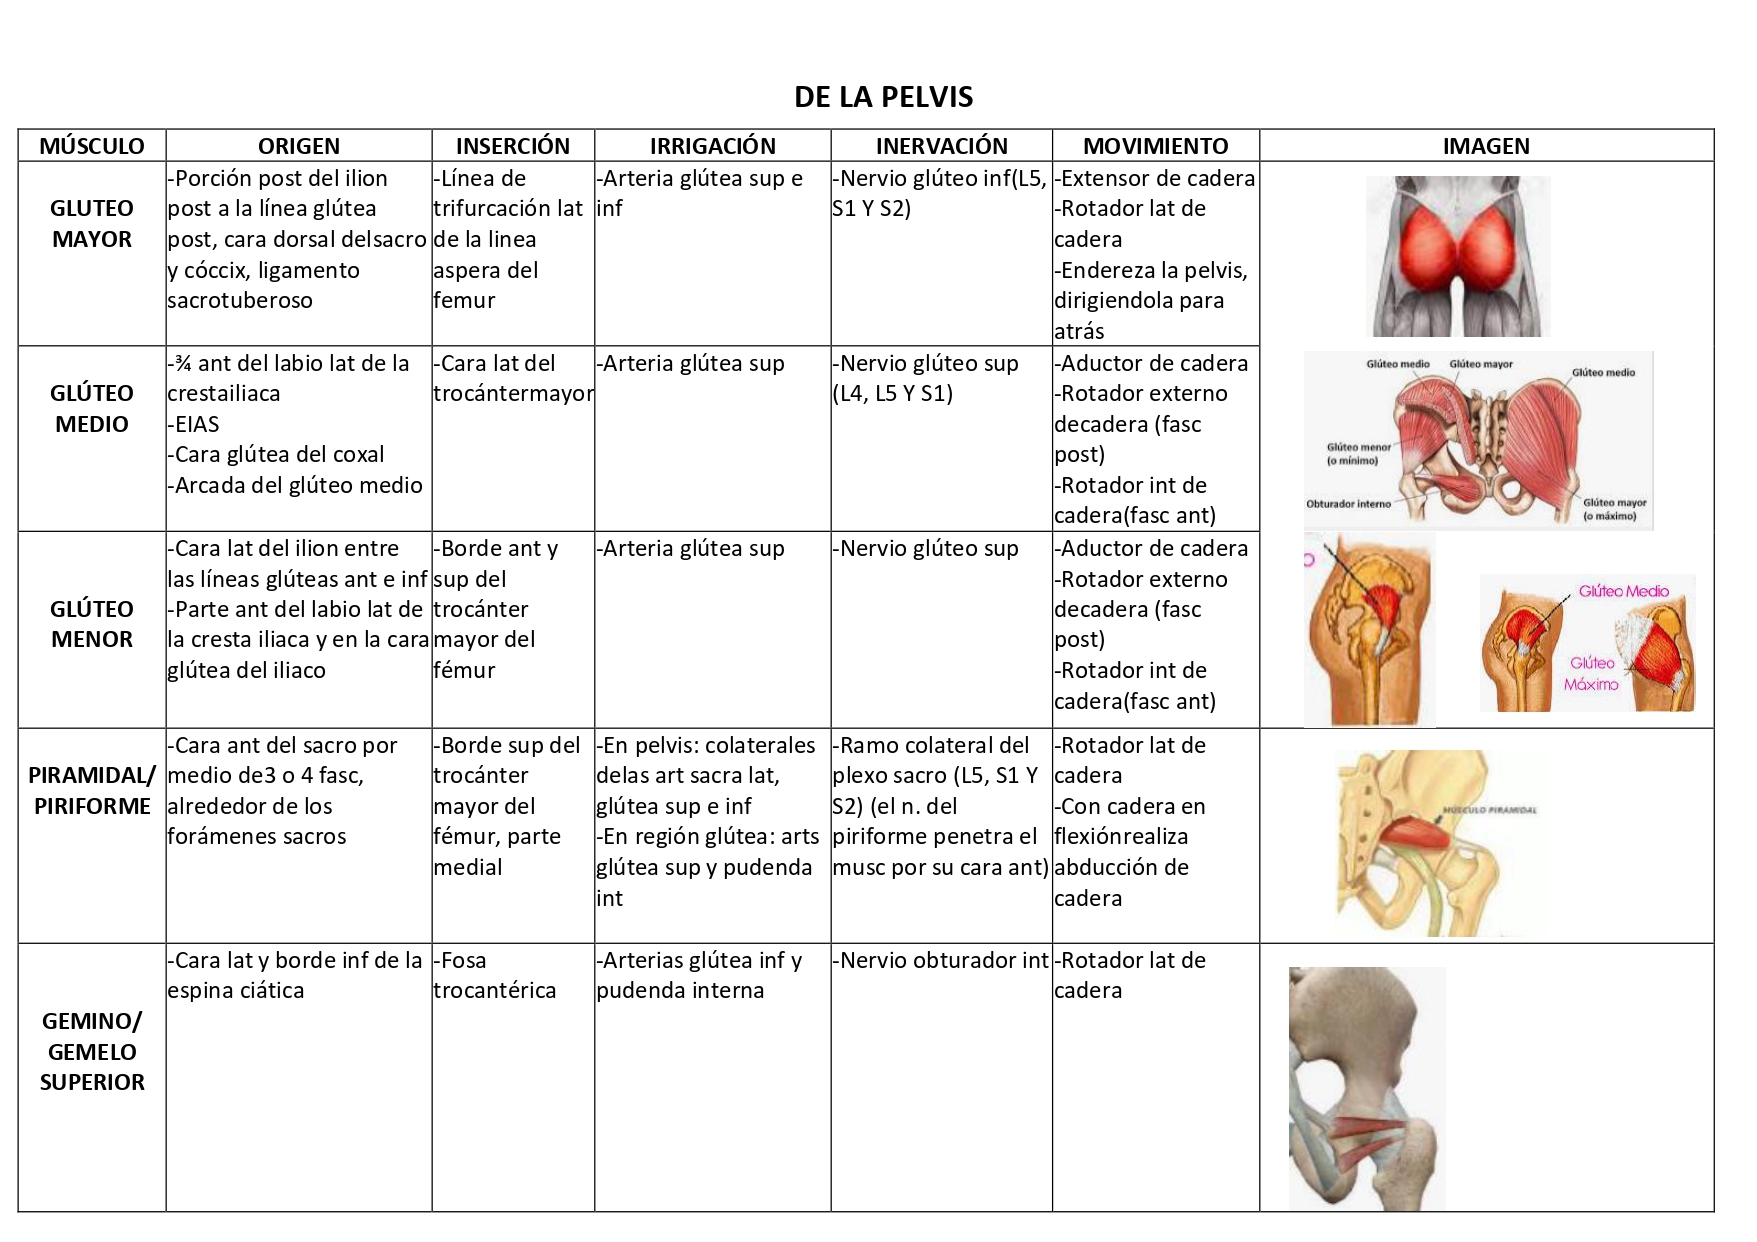 DE LA PELVIS
MÚSCULO
ORIGEN
INSERCIÓN
IRRIGACIÓN
INERVACIÓN
MOVIMIENTO
IMAGEN
GLUTEO
MAYOR
-Porción post del ilion
post a la línea glútea
post, cara dorsal delsacro
y cóccix, ligamento
sacrotuberoso
-Línea de
trifurcación lat
de la linea
aspera del
femur
-Arteria glútea sup e
inf
-Nervio glúteo inf(L5,
S1 Y S2)
-Extensor de cadera
-Rotador lat de
cadera
-Endereza la pelvis,
dirigiendola para
atrás
GLÚTEO
MEDIO
-¾ ant del labio lat de la
crestailiaca
-EIAS
-Cara glútea del coxal
-Arcada del glúteo medio
-Cara lat del
trocántermayor
-Arteria glútea sup
-Nervio glúteo sup
(L4, L5 Y S1)
-Aductor de cadera
-Rotador externo
decadera (fasc
post)
-Rotador int de
cadera(fasc ant)
Glúteo medio
Glúteo mayor
Glúteo medio
Glúteo menor
(o mínimo)
Obturador interno
Glúteo mayor
(o máximo)
GLÚTEO
MENOR
-Cara lat del ilion entre
las líneas glúteas ant e inf
-Parte ant del labio lat de
la cresta iliaca y en la cara
glútea del iliaco
-Borde ant y
sup del
trocánter
mayor del
fémur
-Arteria glútea sup
-Nervio glúteo sup
-Aductor de cadera
-Rotador externo
decadera (fasc
post)
-Rotador int de
cadera(fasc ant)
o
Glúteo Medio
Glúteo
Máximo
PIRAMIDAL/
PIRIFORME
-Cara ant del sacro por
medio de3 o 4 fasc,
alrededor de los
forámenes sacros
-Borde sup del
trocánter
mayor del
fémur, parte
medial
-En pelvis: colaterales
delas art sacra lat,
glútea sup e inf
-En región glútea: arts
glútea sup y pudenda
int
-Ramo colateral del
plexo sacro (L5, S1 Y
S2) (el n. del
piriforme penetra el
musc por su cara ant)
-Rotador lat de
cadera
-Con cadera en
flexiónrealiza
abducción de
cadera
MÚSCULO PIRAMIDAL
GEMINO/
GEMELO
SUPERIOR
-Cara lat y borde inf de la
espina ciática
-Fosa
trocantérica
-Arterias glútea inf y
pudenda interna
-Nervio obturador int
-Rotador lat de
cadera